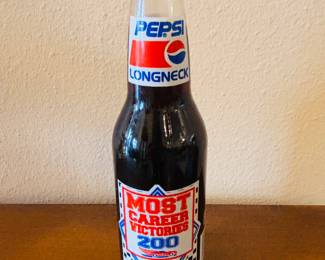 PEPSI
LONGNECK
MOST
CAREER
VICTORIES
200